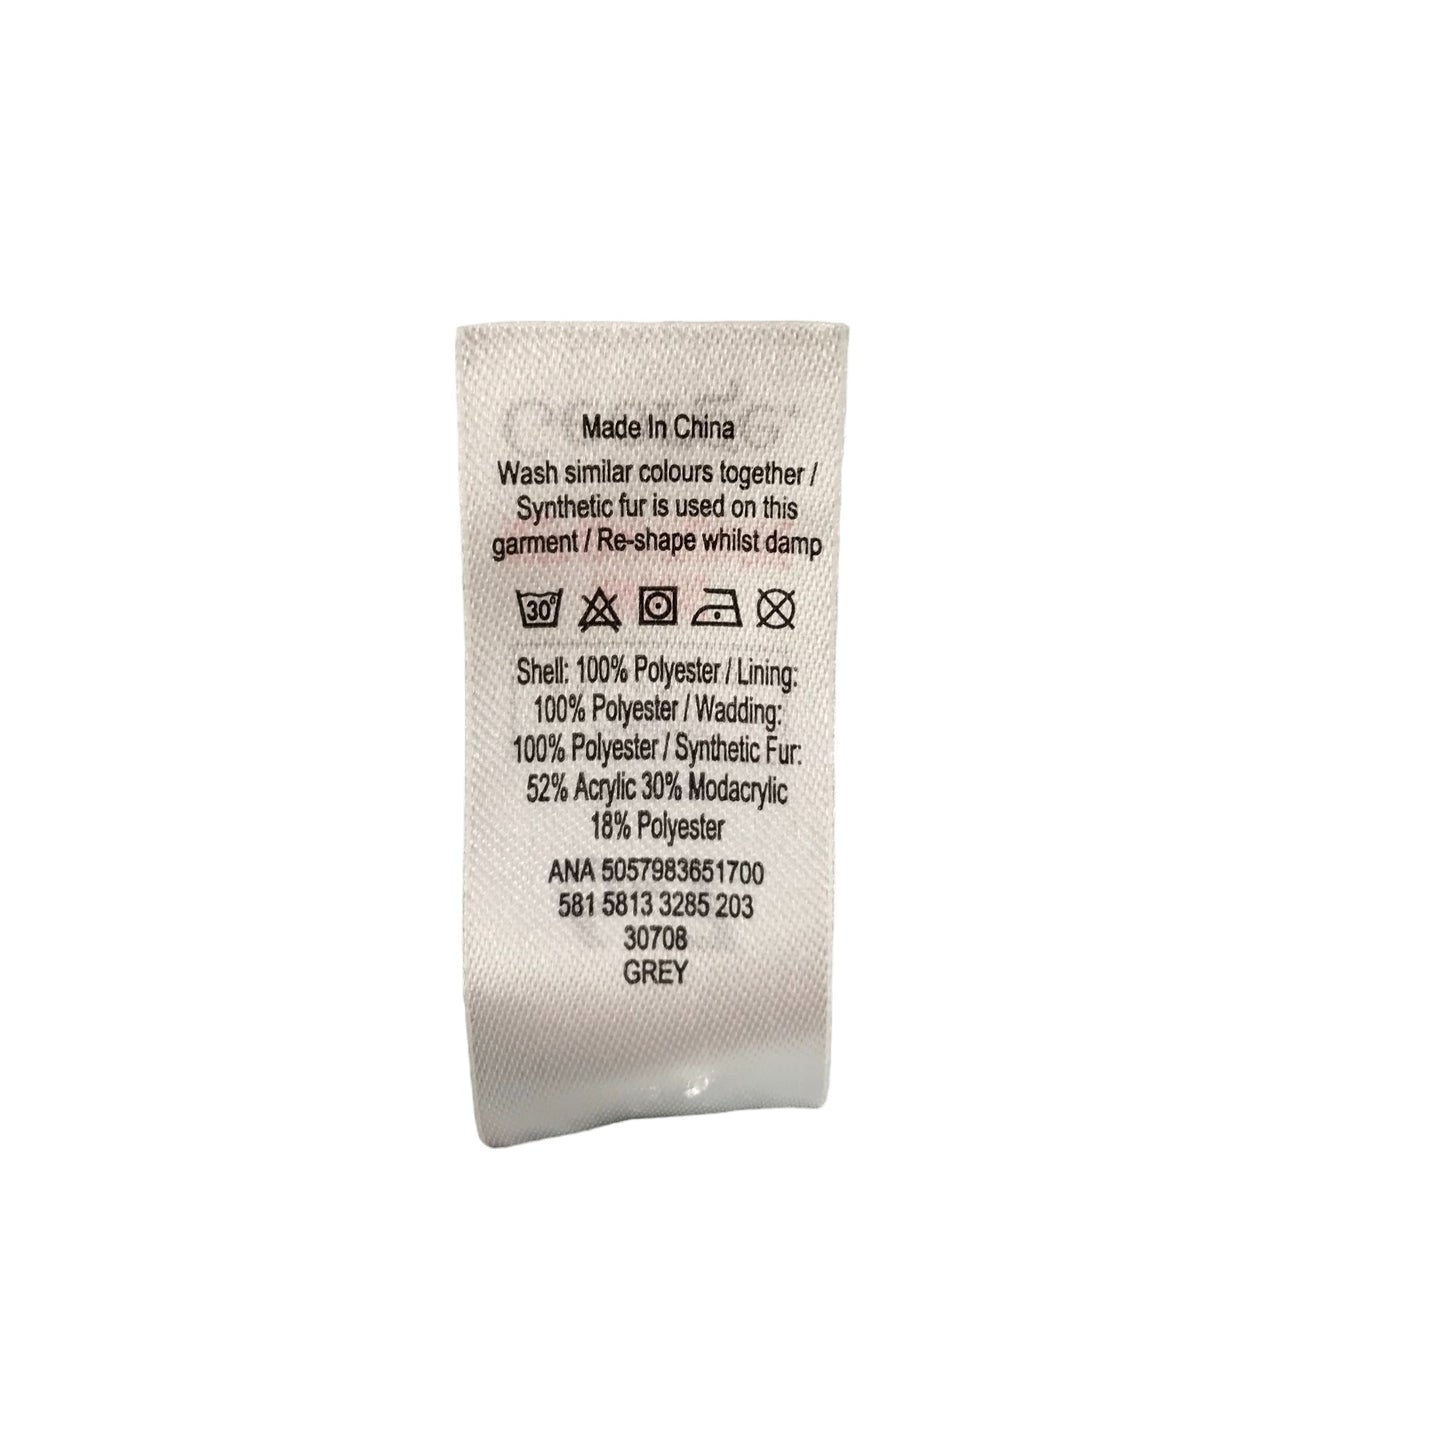 Made In China
Wash similar colours together /
Synthetic fur is used on this
garment / Re-shape whilst damp
30°
Shell: 100% Polyester / Lining:
100% Polyester / Wadding:
100% Polyester / Synthetic Fur:
52% Acrylic 30% Modacrylic
18% Polyester
ANA 5057983651700
581 5813 3285 203
30708
GREY